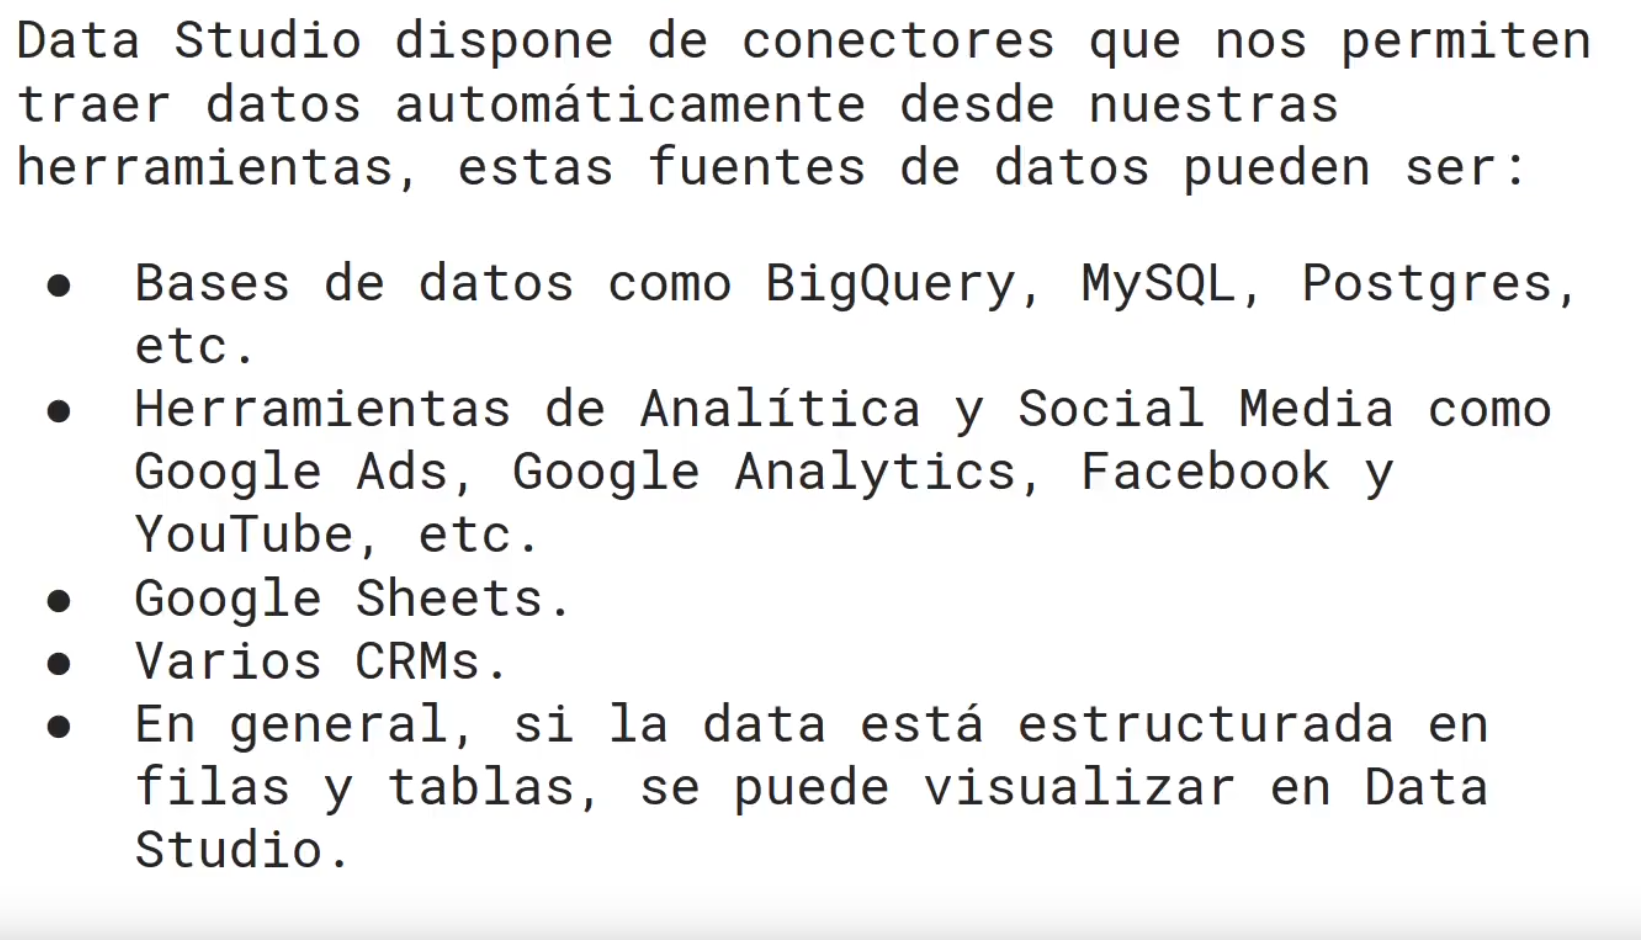 Data Studio dispone de conectores que nos permiten
traer datos automáticamente desde nuestras
herramientas, estas fuentes de datos pueden ser:
● Bases de datos como BigQuery, MySQL, Postgres,
etc.
● Herramientas de Analítica y Social Media como
Google Ads, Google Analytics, Facebook y
YouTube, etc.
● Google Sheets.
● Varios CRMs.
● En general, si la data está estructurada en
filas y tablas, se puede visualizar en Data
Studio.